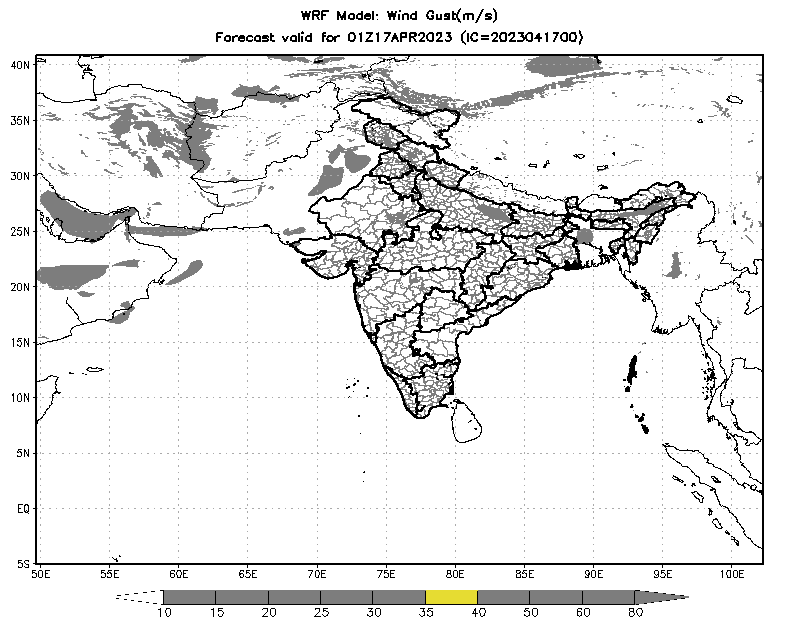 WRF Model: Wind Gust(m/s)
Forecast valid for 01Z17APR2023 (IC=2023041700)
40N
35N
30N
25N
20N
15N
10N
5N
EQ
5S
50E 55E 60E 65E 70E 75E 80E 85E 90E 95E 100E
10 15 20 25 30 35 40 50 60 80